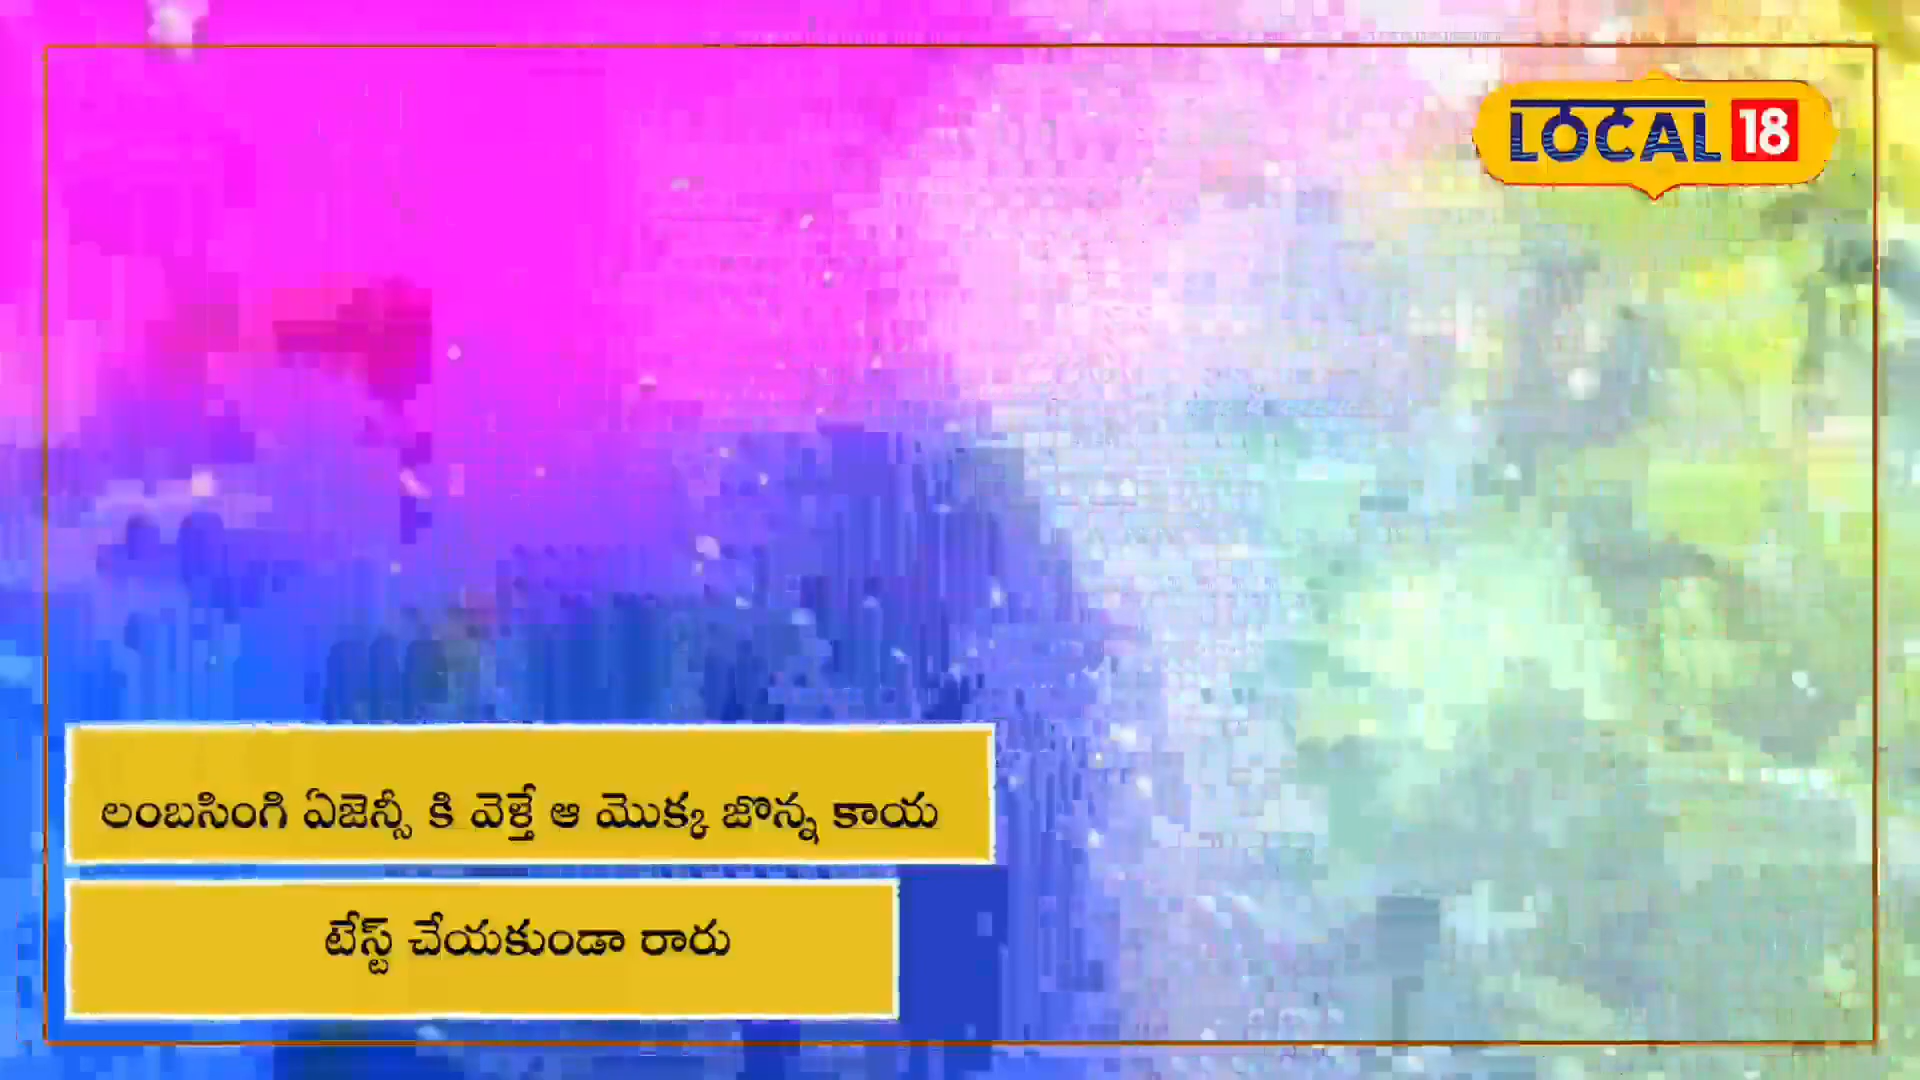 LOCAL 18
లంబసింగి ఏజెన్సీ కి వెళ్తే ఆ మొక్క జొన్న కాయ
టేస్ట్ చేయకుండా రారు